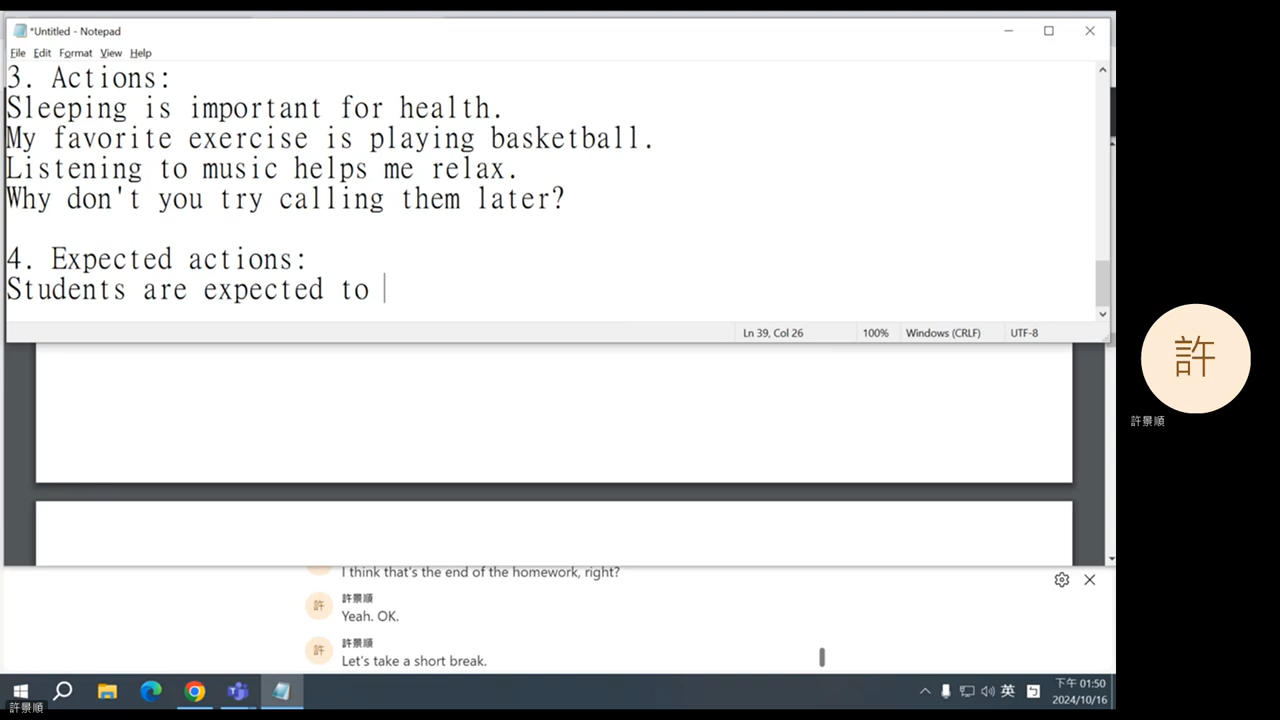 *Untitled - Notepad
File Edit Format View Help
3. Actions:
Sleeping is important for health.
My favorite exercise is playing basketball.
Listening to music helps me relax.
Why don't you try calling them later?
4. Expected actions:
Students are expected to
Ln 39, Col 26 100% Windows (CRLF) UTF-8
許
許景順
I think that's the end of the homework, right?
許 許景順
Yeah. OK.
許 許景順
Let's take a short break.
英 ㄅ 下午 01:50
2024/10/16
許景順